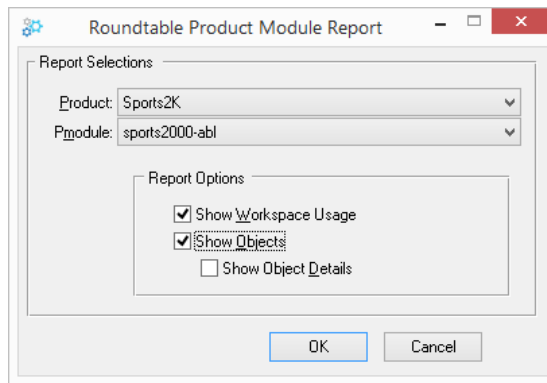 Roundtable Product Module Report
Report Selections
Product: Sports2K
Pmodule: sports2000-abl
Report Options
Show Workspace Usage
Show Objects
Show Object Details
OK Cancel